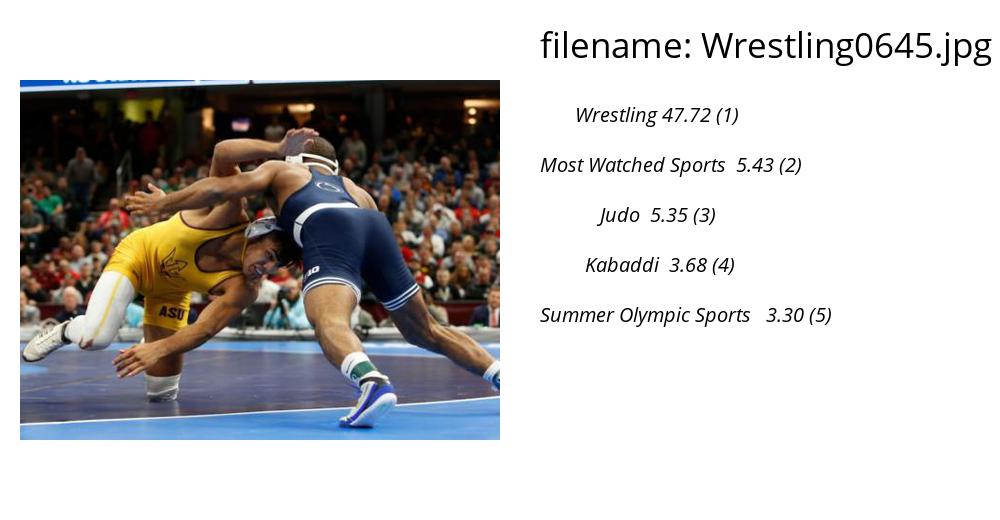 filename: Wrestling0645.jpg
Wrestling 47.72 (1)
Most Watched Sports 5.43 (2)
Judo 5.35 (3)
Kabaddi 3.68 (4)
Summer Olympic Sports 3.30 (5)
ASU